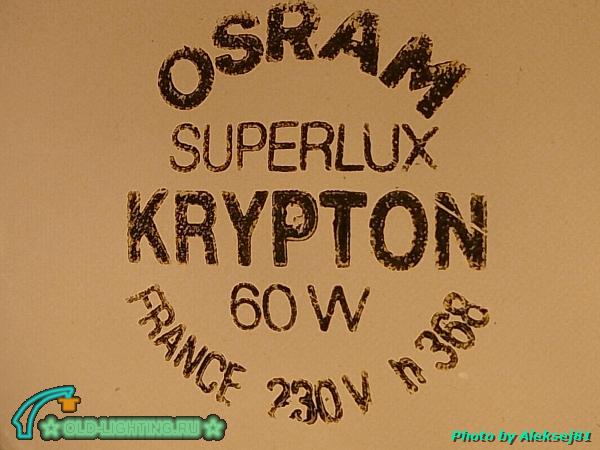 OSRAM
SUPERLUX
KRYPTON
60 W
FRANCE 230 V n 368
☆ OLD-LIGHTING.RU ☆
Photo by Aleksej81